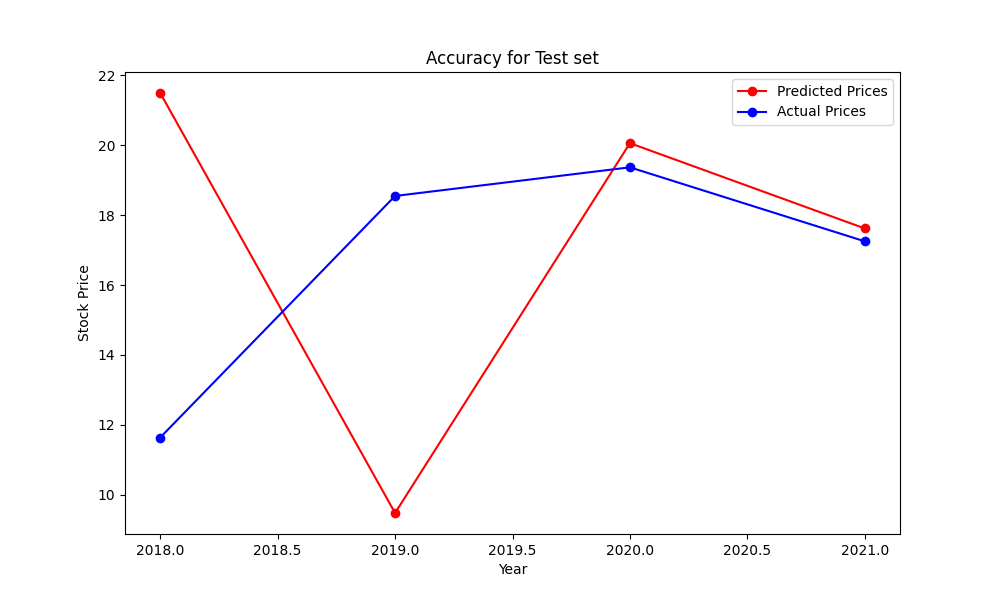 Accuracy for Test set
22
20
18
16
14
12
10
Stock Price
Predicted Prices
Actual Prices
2018.0 2018.5 2019.0 2019.5 2020.0 2020.5 2021.0
Year